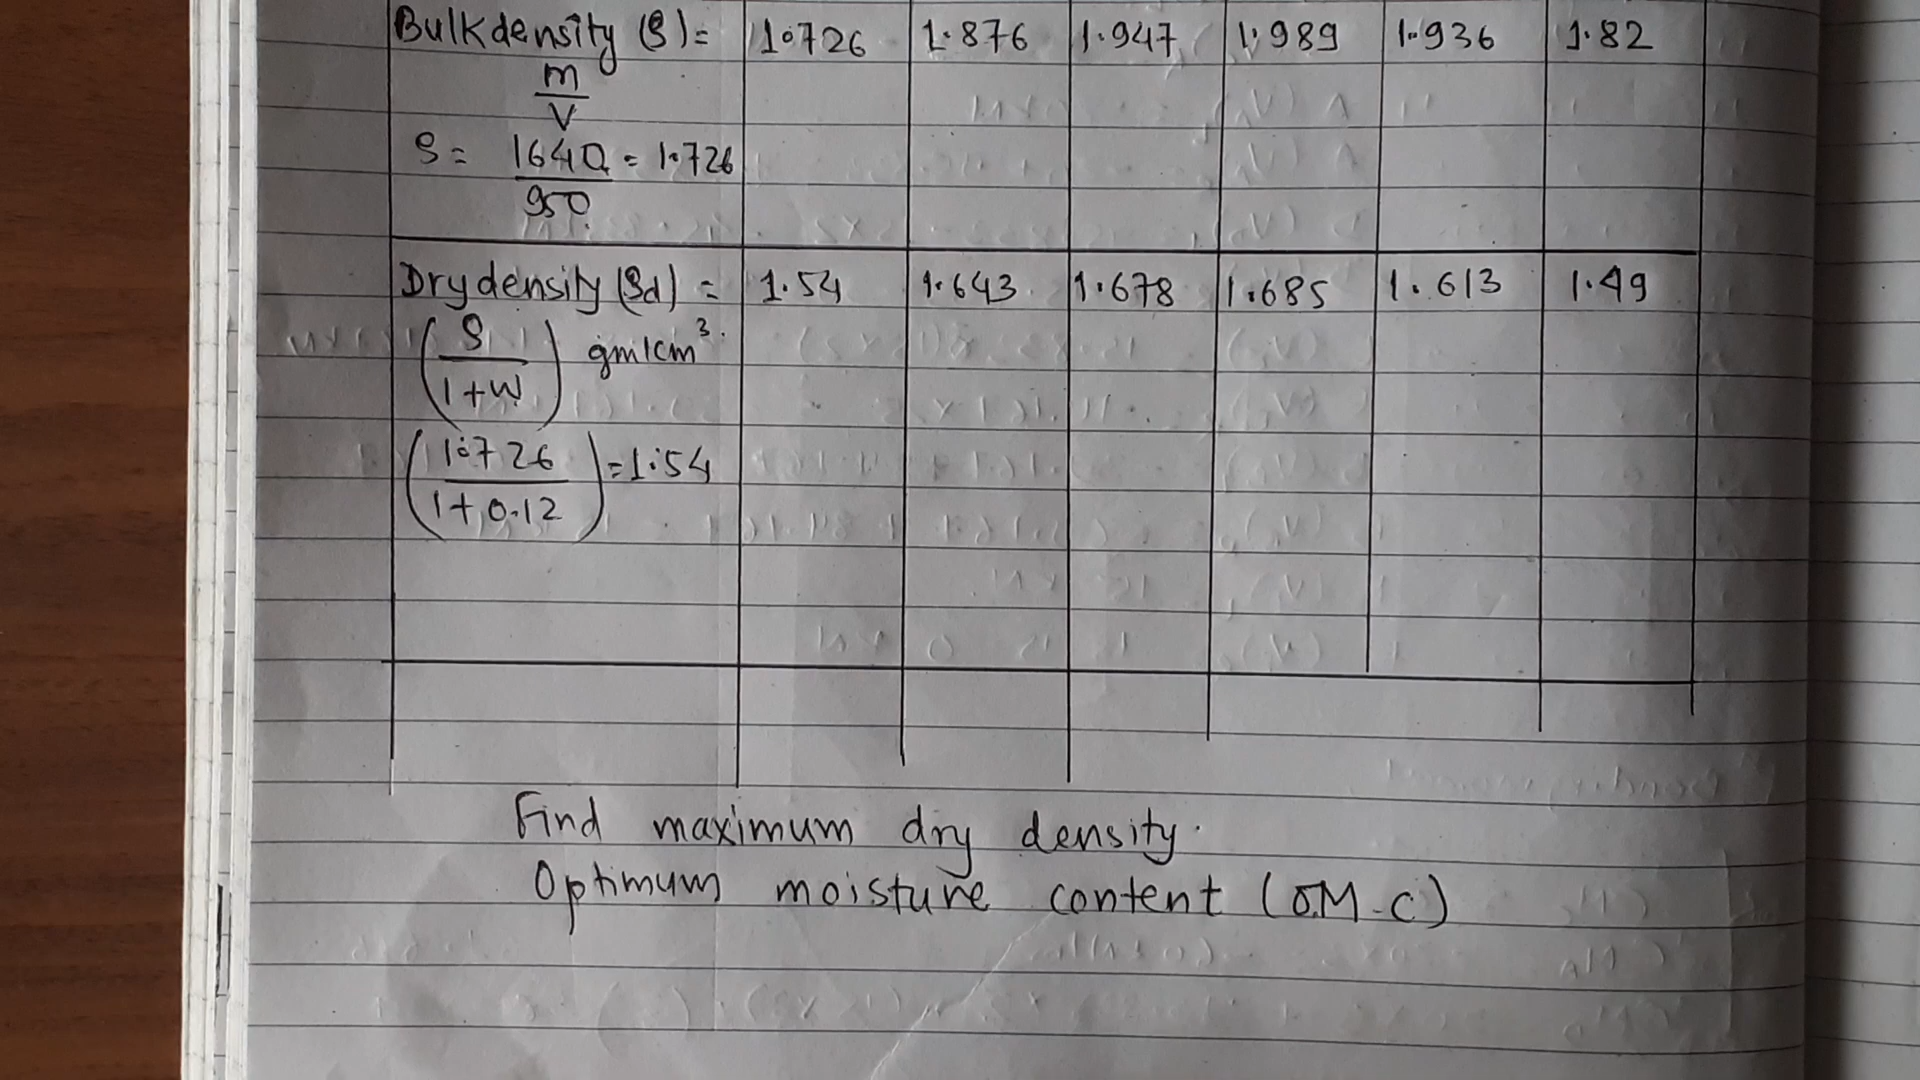 Bulkdensity (ρ) = 1.726 1.876 1.947 1.989 1.936 1.82
m
V
ρ = 1640 = 1.726
950
Drydensity (ρd) = 1.54 1.643 1.678 1.685 1.613 1.49
(ρ/1+w) gm/cm³.
(1.726/1+0.12) = 1.54
Find maximum dry density.
Optimum moisture content (O.M.C)